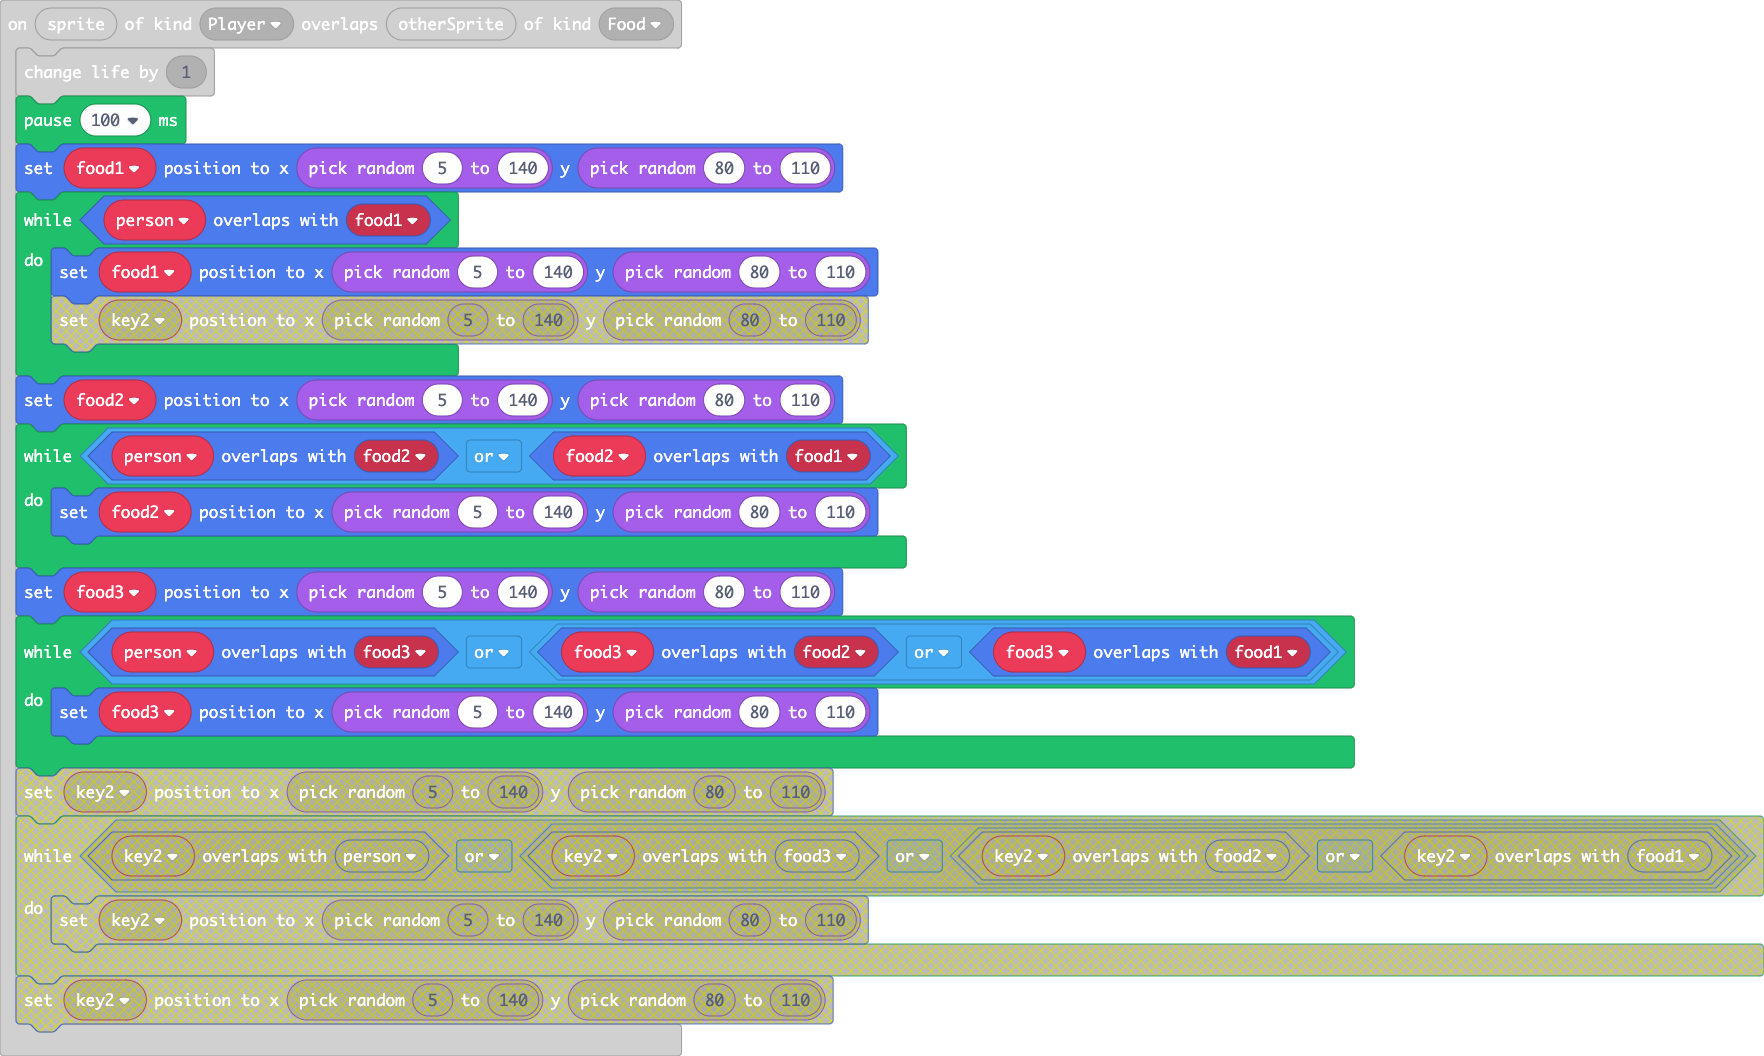 on sprite of kind Player overlaps otherSprite of kind Food
change life by 1
pause 100 ms
set food1 position to x pick random 5 to 140 y pick random 80 to 110
while person overlaps with food1
do
set food1 position to x pick random 5 to 140 y pick random 80 to 110
set key2 position to x pick random 5 to 140 y pick random 80 to 110
set food2 position to x pick random 5 to 140 y pick random 80 to 110
while person overlaps with food2 or food2 overlaps with food1
do
set food2 position to x pick random 5 to 140 y pick random 80 to 110
set food3 position to x pick random 5 to 140 y pick random 80 to 110
while person overlaps with food3 or food3 overlaps with food2 or food3 overlaps with food1
do
set food3 position to x pick random 5 to 140 y pick random 80 to 110
set key2 position to x pick random 5 to 140 y pick random 80 to 110
while key2 overlaps with person or key2 overlaps with food3 or key2 overlaps with food2 or key2 overlaps with food1
do
set key2 position to x pick random 5 to 140 y pick random 80 to 110
set key2 position to x pick random 5 to 140 y pick random 80 to 110